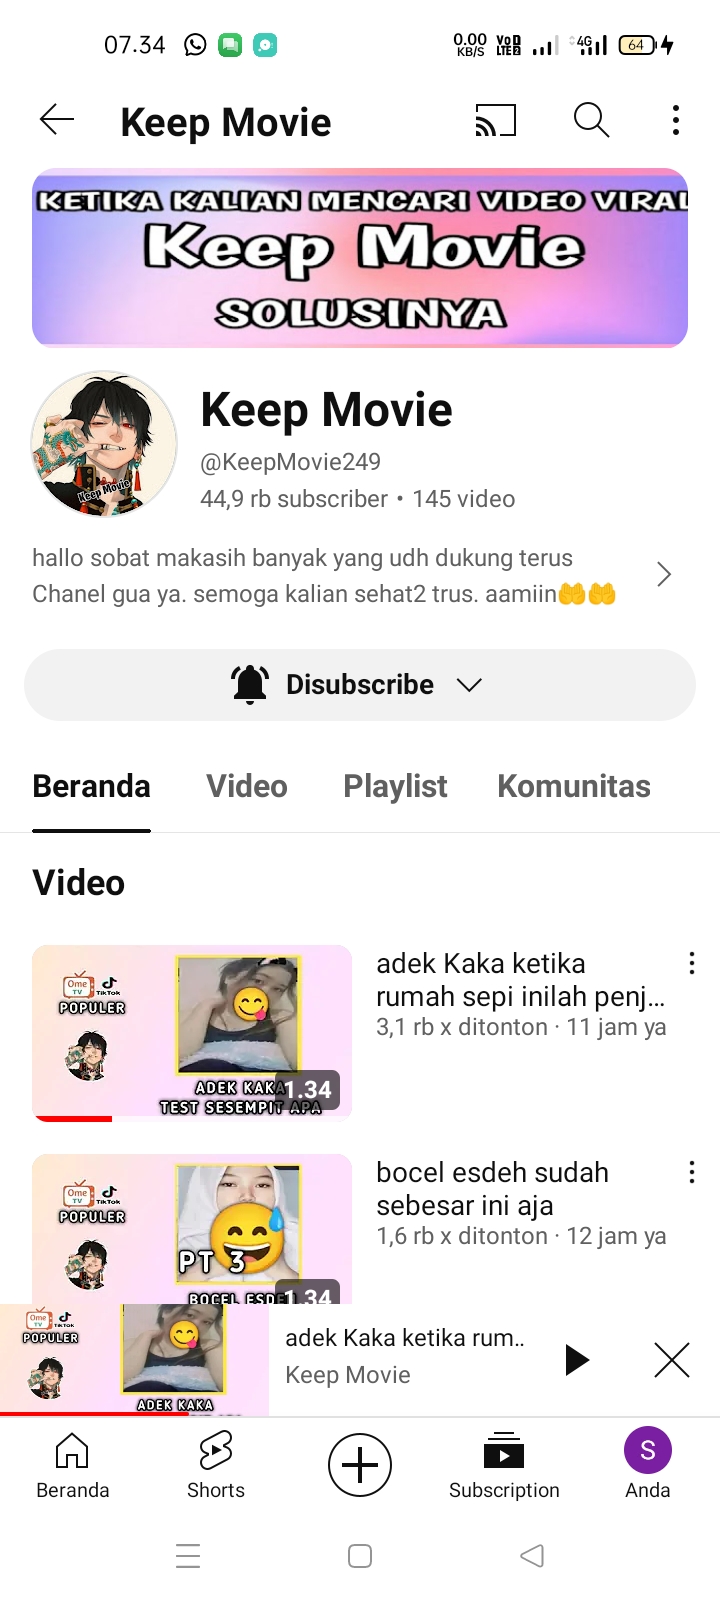 07.34
0.00 KB/S
VoD LTE2
4G
64
Keep Movie
KETIKA KALIAN MENCARI VIDEO VIRAL
Keep Movie
SOLUSINYA
Keep Movie
Keep Movie
@KeepMovie249
44,9 rb subscriber • 145 video
hallo sobat makasih banyak yang udh dukung terus
Chanel gua ya. semoga kalian sehat2 trus. aamiin🤲🤲
Disubscribe
Beranda
Video
Playlist
Komunitas
Video
Ome TV
TikTok
POPULER
ADEK KAKA
TEST SESEMPIT APA
1.34
adek Kaka ketika
rumah sepi inilah penj...
3,1 rb x ditonton · 11 jam ya
Ome TV
TikTok
POPULER
PT 3
BOCEL ESDEH
1.34
bocel esdeh sudah
sebesar ini aja
1,6 rb x ditonton · 12 jam ya
Ome TV
TikTok
POPULER
ADEK KAKA
adek Kaka ketika rum..
Keep Movie
Beranda
Shorts
Subscription
S
Anda